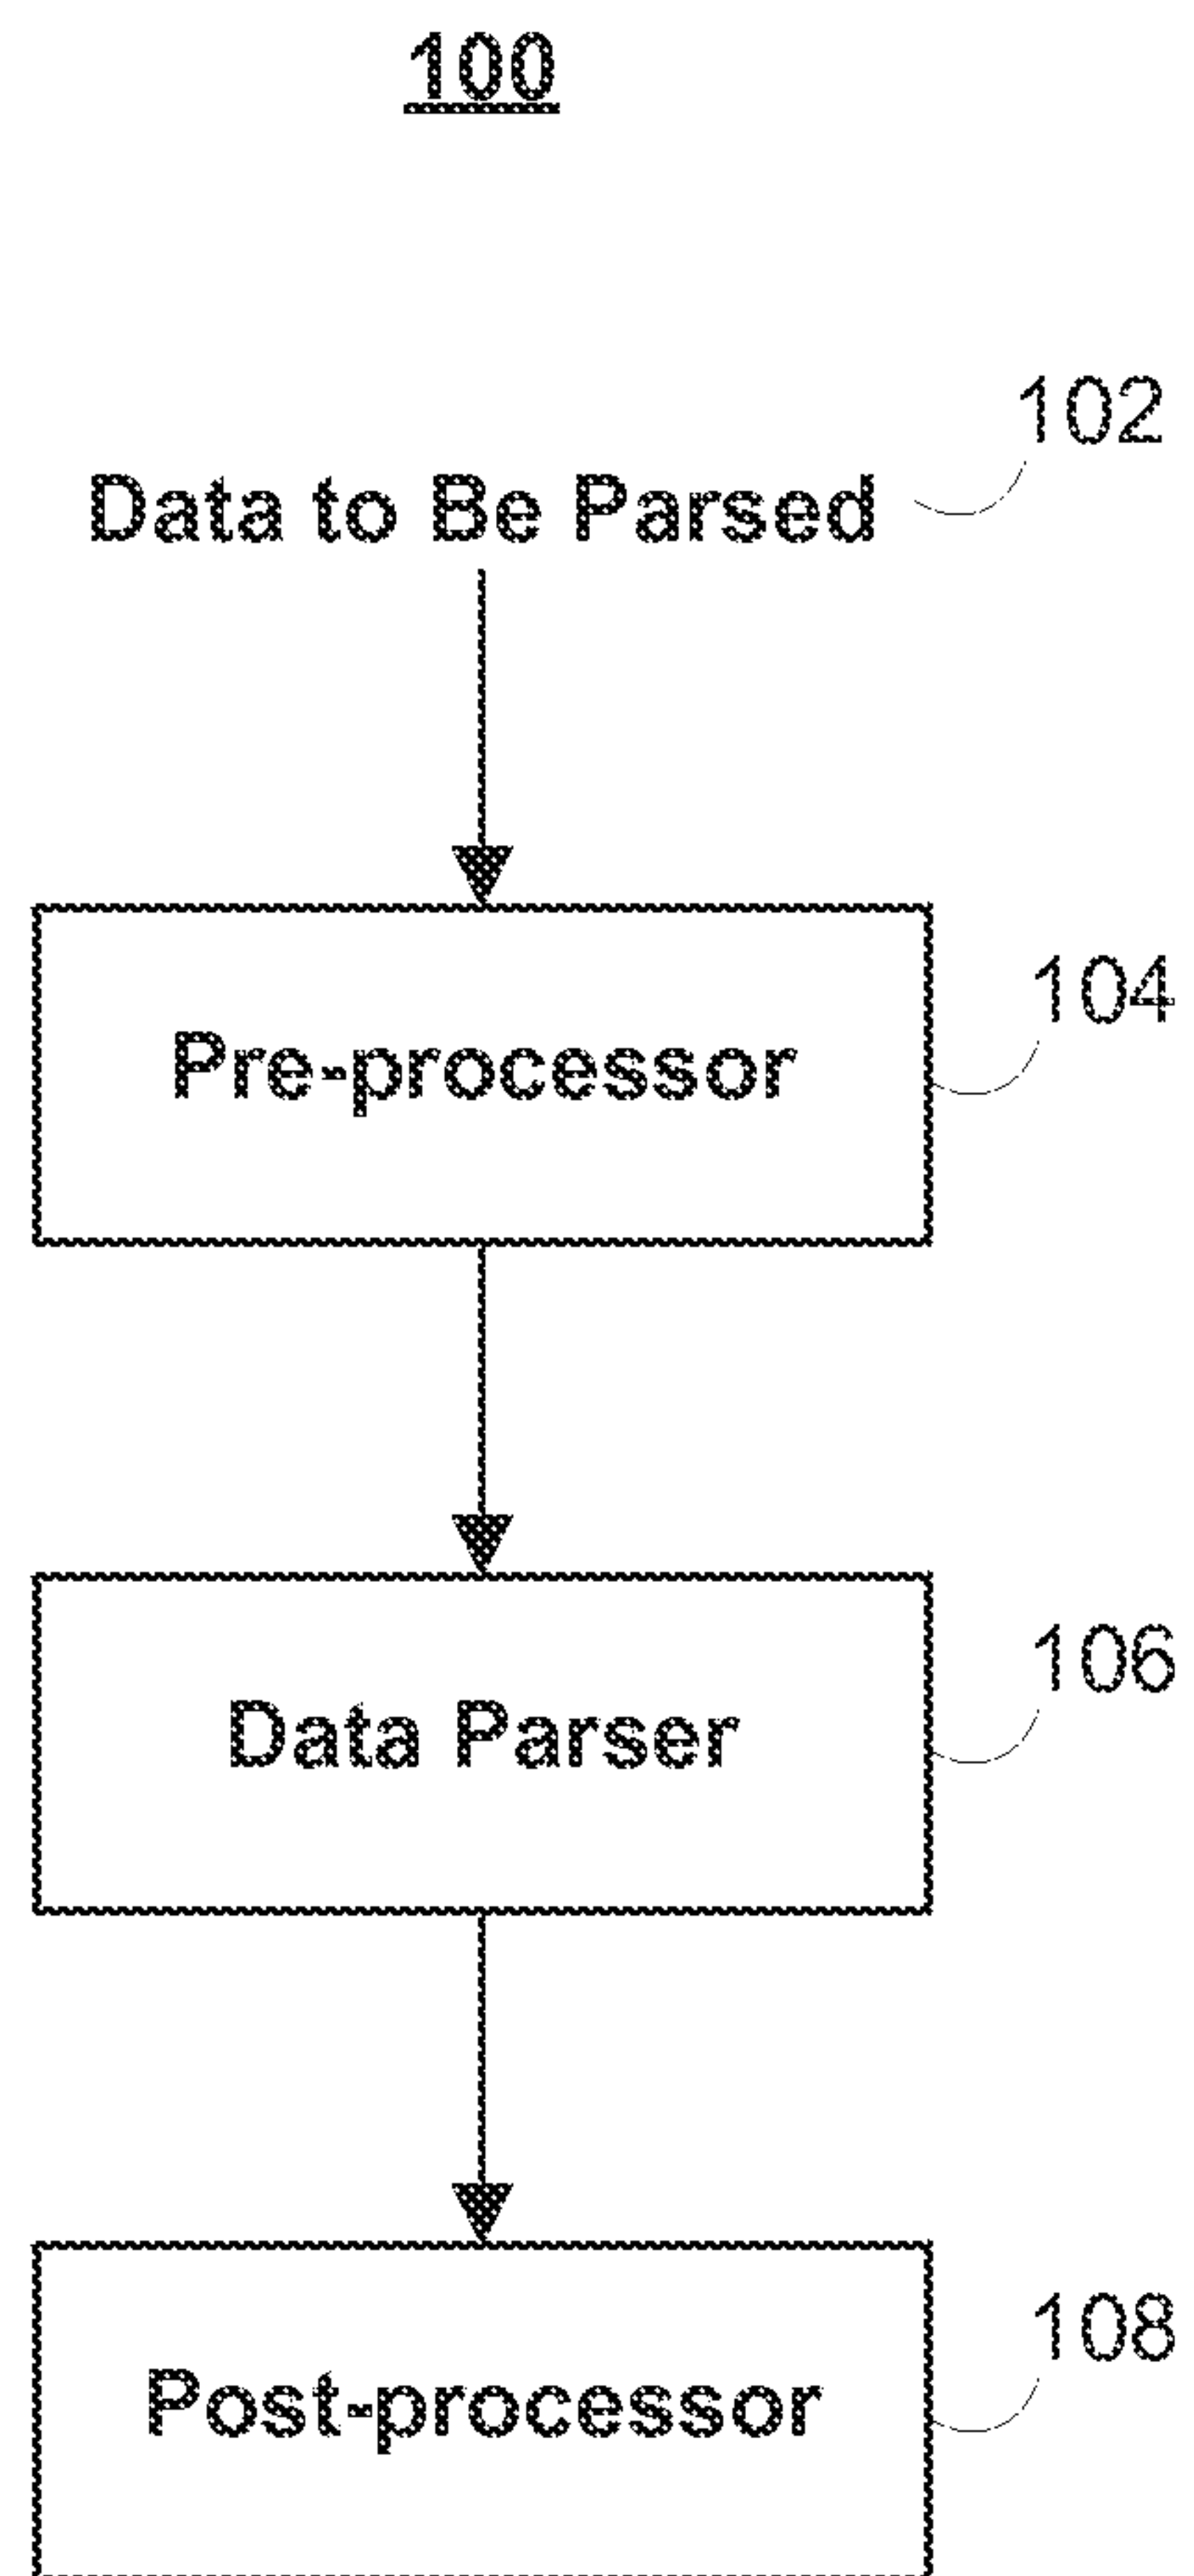 100
102
Data to Be Parsed
104
Pre-processor
106
Data Parser
108
Post-processor